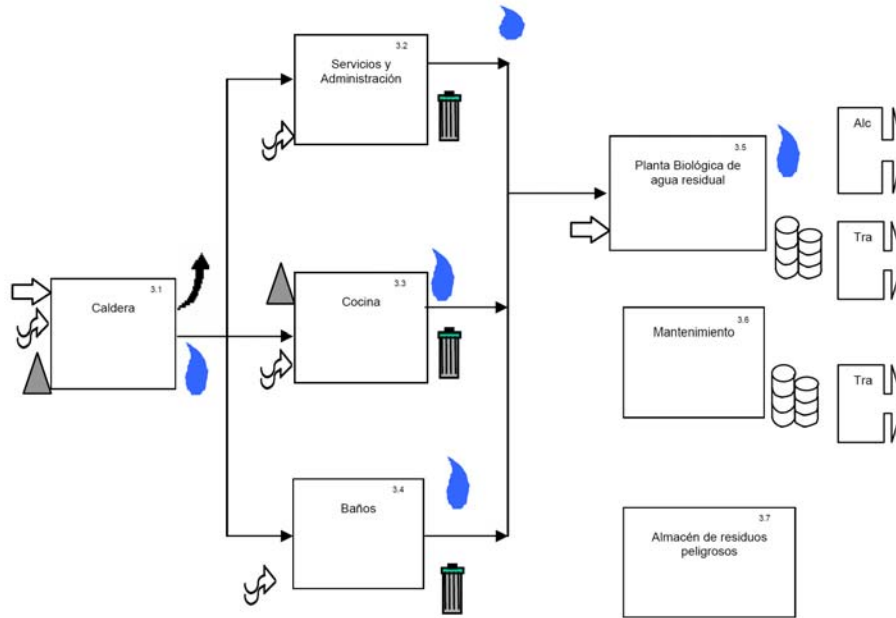 3.2
Servicios y
Administración
3.5
Planta Biológica de
agua residual
Alc
Tra
3.1
Caldera
3.3
Cocina
3.6
Mantenimiento
Tra
3.4
Baños
3.7
Almacén de residuos
peligrosos